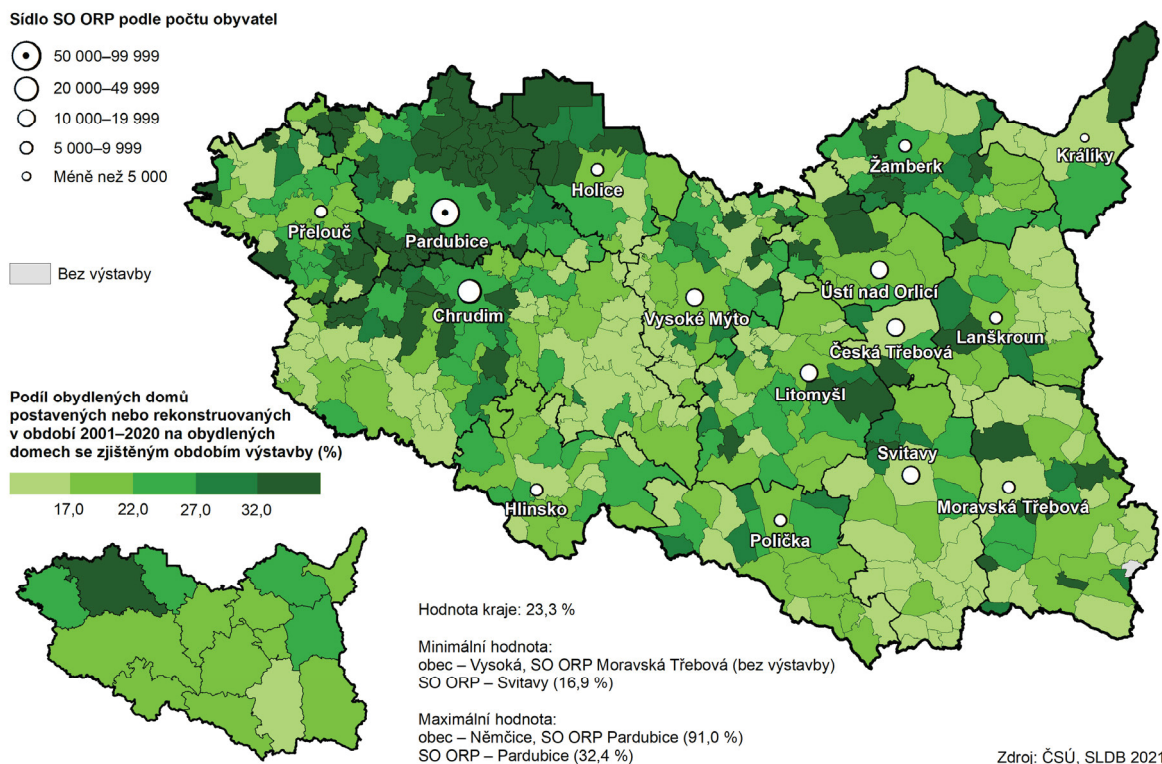 Sídlo SO ORP podle počtu obyvatel
50 000–99 999
20 000–49 999
10 000–19 999
5 000–9 999
Méně než 5 000
Bez výstavby
Podíl obydlených domů
postavených nebo rekonstruovaných
v období 2001–2020 na obydlených
domech se zjištěným obdobím výstavby (%)
17,0 22,0 27,0 32,0
Králíky
Žamberk
Holice
Přelouč
Pardubice
Ústí nad Orlicí
Chrudim
Vysoké Mýto
Lanškroun
Česká Třebová
Litomyšl
Svitavy
Hlinsko
Moravská Třebová
Polička
Hodnota kraje: 23,3 %
Minimální hodnota:
obec – Vysoká, SO ORP Moravská Třebová (bez výstavby)
SO ORP – Svitavy (16,9 %)
Maximální hodnota:
obec – Němčice, SO ORP Pardubice (91,0 %)
SO ORP – Pardubice (32,4 %)
Zdroj: ČSÚ, SLDB 2021